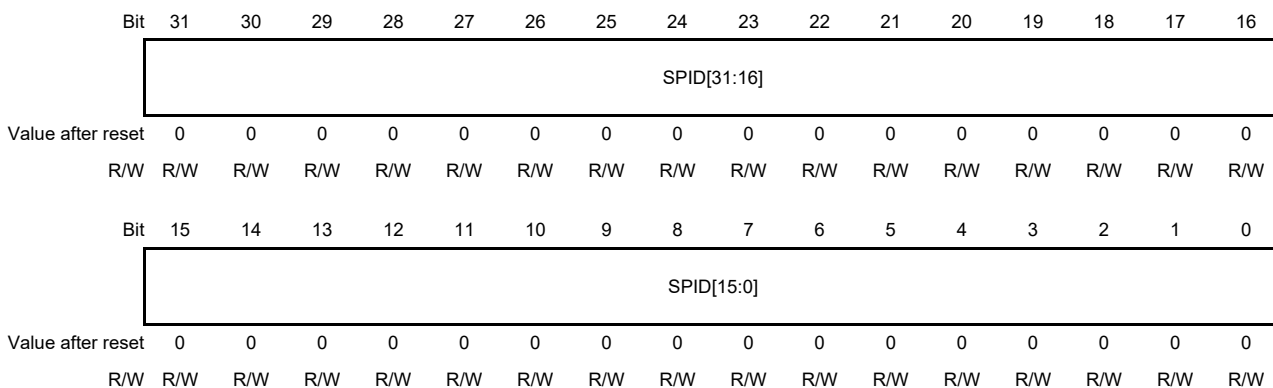 Bit 31 30 29 28 27 26 25 24 23 22 21 20 19 18 17 16
SPID[31:16]
Value after reset 0 0 0 0 0 0 0 0 0 0 0 0 0 0 0 0
R/W R/W R/W R/W R/W R/W R/W R/W R/W R/W R/W R/W R/W R/W R/W R/W R/W
Bit 15 14 13 12 11 10 9 8 7 6 5 4 3 2 1 0
SPID[15:0]
Value after reset 0 0 0 0 0 0 0 0 0 0 0 0 0 0 0 0
R/W R/W R/W R/W R/W R/W R/W R/W R/W R/W R/W R/W R/W R/W R/W R/W R/W